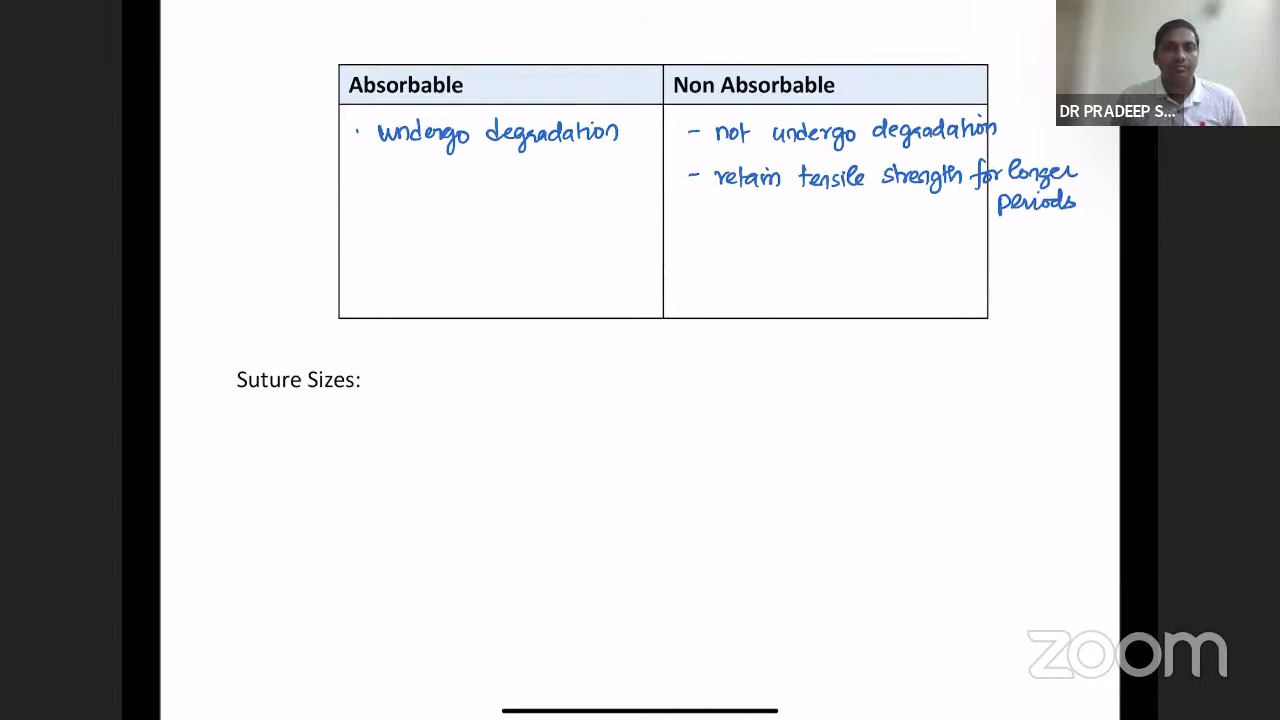 Absorbable
Non Absorbable
· undergo degradation
- not undergo degradation
- retain tensile strength for longer
periods
Suture Sizes:
DR PRADEEP S...
zoom